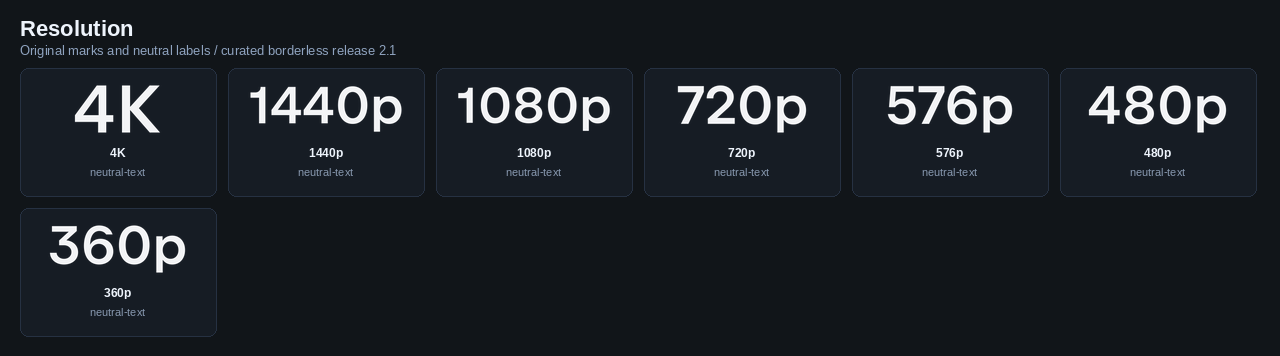 Resolution
Original marks and neutral labels / curated borderless release 2.1
4K
1440p
1080p
720p
576p
480p
4K
1440p
1080p
720p
576p
480p
neutral-text
neutral-text
neutral-text
neutral-text
neutral-text
neutral-text
360p
360p
neutral-text